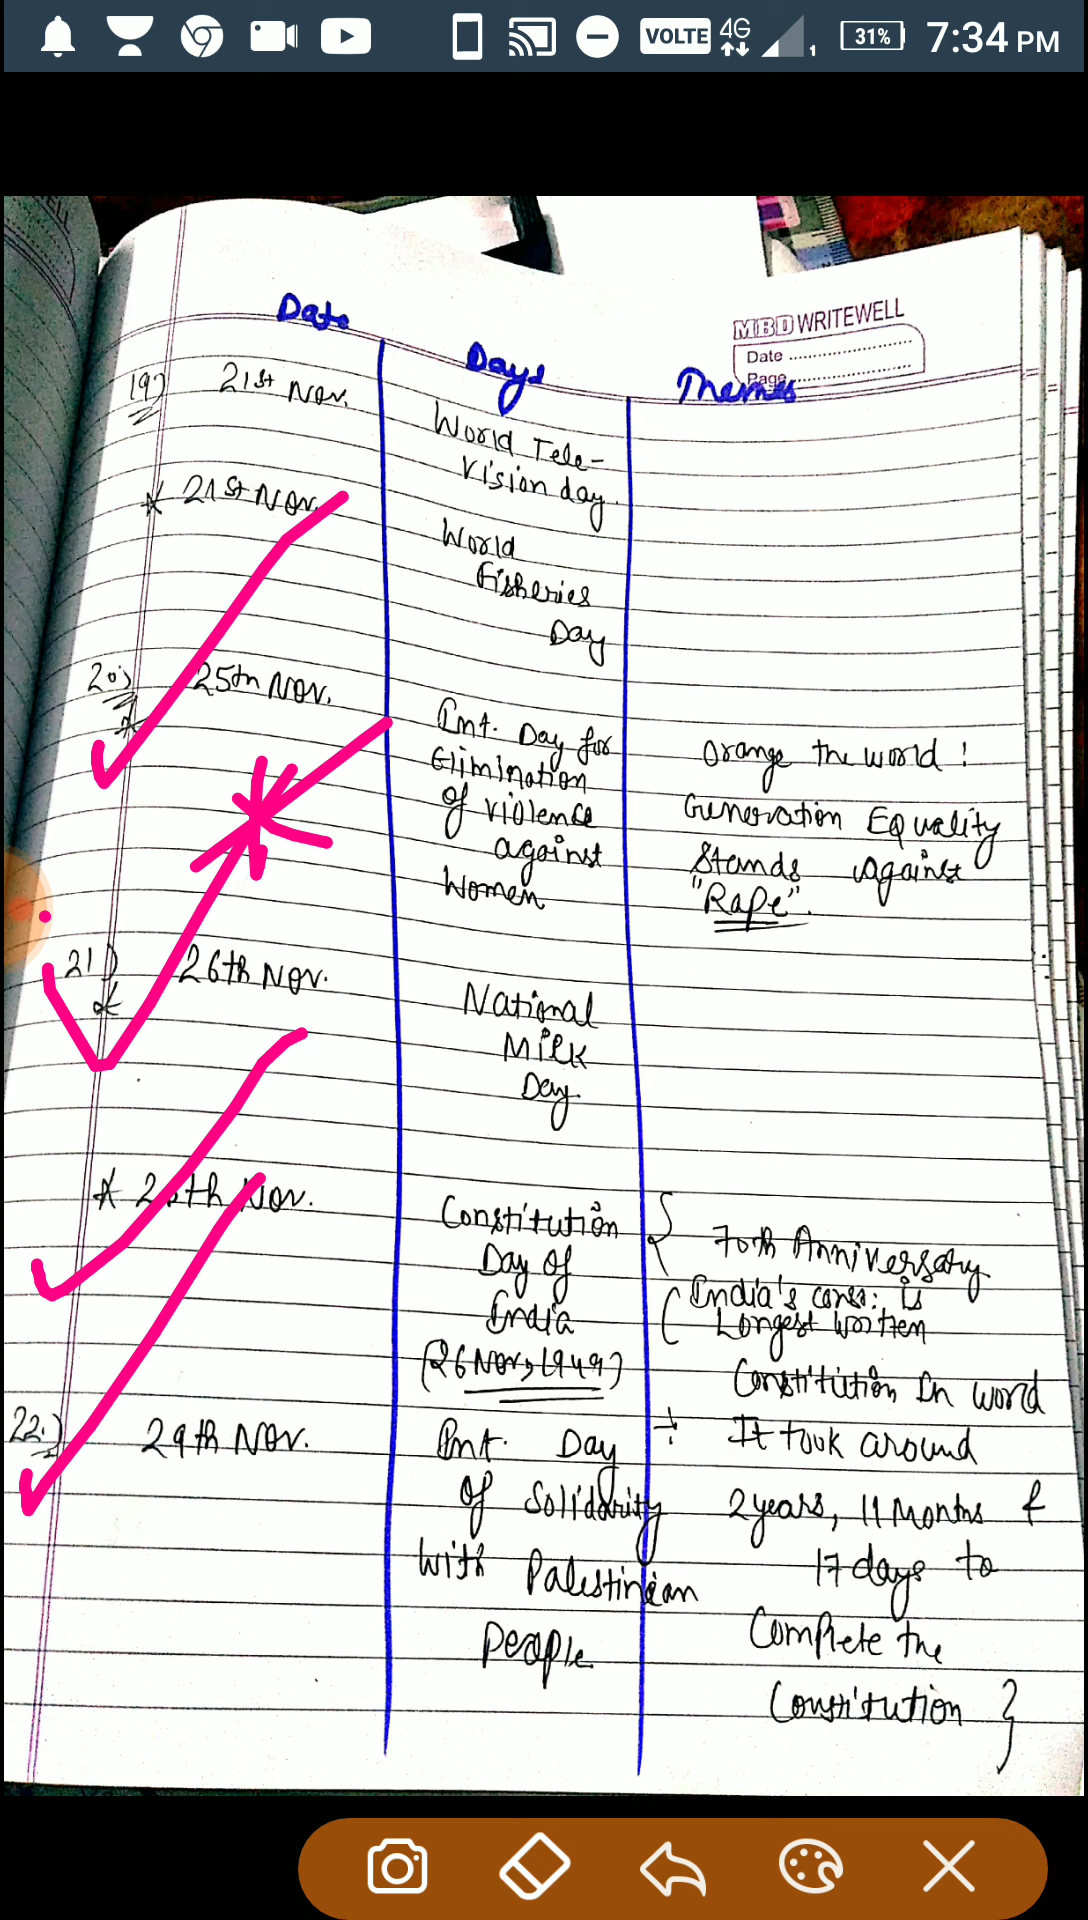 VOLTE 4G 1 31% 7:34 PM
MBD WRITEWELL
Date
Page
Date
Days
Themes
19) 21st Nov.
World Tele-
vision day.
* 21st Nov.
World
Fisheries
Day
20) 25th Nov.
*
Int. Day for
Elimination
of violence
against
Women
Orange the world !
Generation Equality
Stands against
"Rape".
21) 26th Nov.
*
National
Milk
Day.
* 26th Nov.
Constitution
Day of
India
(26 Nov, 1949)
{ 70th Anniversary
( India's cons: is
Longest written
Constitution in word
÷ It took around
2 years, 11 Months &
17 days to
Complete the
Constitution }
22.) 29th Nov.
Int. Day
of Solidarity
with Palestinian
People